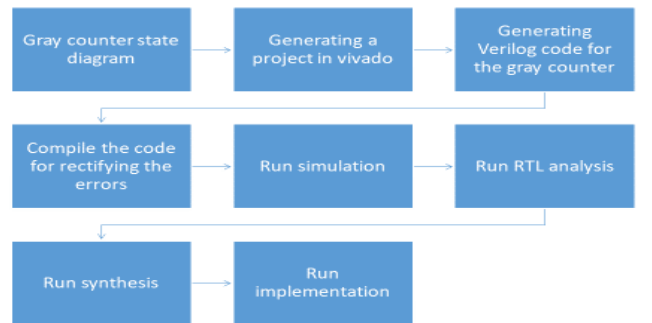 Gray counter state
diagram
Generating a
project in vivado
Generating
Verilog code for
the gray counter
Compile the code
for rectifying the
errors
Run simulation
Run RTL analysis
Run synthesis
Run
implementation